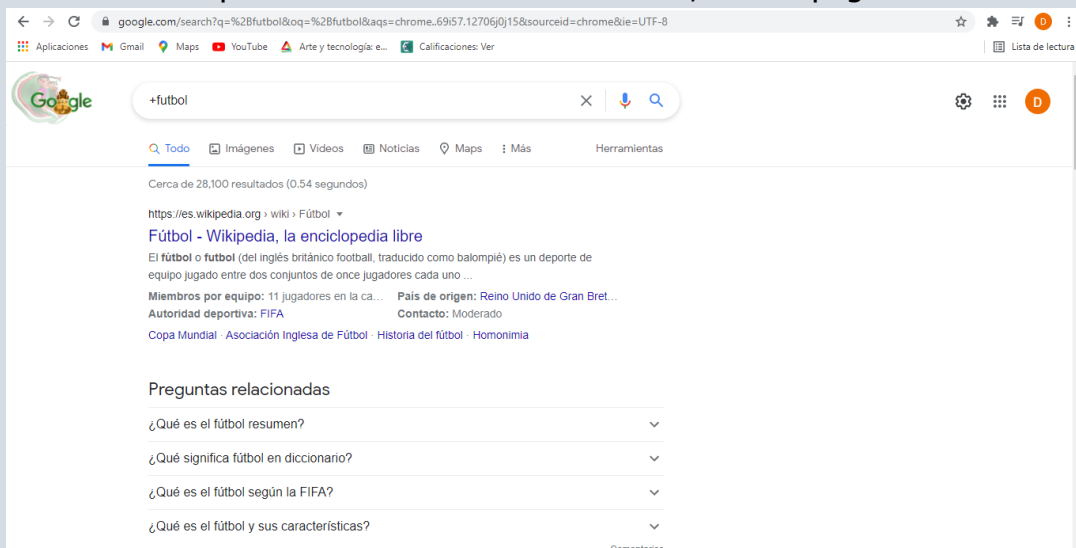 google.com/search?q=%2Bfutbol&oq=%2Bfutbol&aqs=chrome..69i57.12706j0j15&sourceid=chrome&ie=UTF-8
D
Aplicaciones Gmail Maps YouTube Arte y tecnología: e... Calificaciones: Ver Lista de lectura
Google +futbol D
Todo Imágenes Videos Noticias Maps Más Herramientas
Cerca de 28,100 resultados (0.54 segundos)
https://es.wikipedia.org › wiki › Fútbol
Fútbol - Wikipedia, la enciclopedia libre
El fútbol o futbol (del inglés británico football, traducido como balompié) es un deporte de
equipo jugado entre dos conjuntos de once jugadores cada uno ...
Miembros por equipo: 11 jugadores en la ca... País de origen: Reino Unido de Gran Bret...
Autoridad deportiva: FIFA Contacto: Moderado
Copa Mundial · Asociación Inglesa de Fútbol · Historia del fútbol · Homonimia
Preguntas relacionadas
¿Qué es el fútbol resumen?
¿Qué significa fútbol en diccionario?
¿Qué es el fútbol según la FIFA?
¿Qué es el fútbol y sus características?